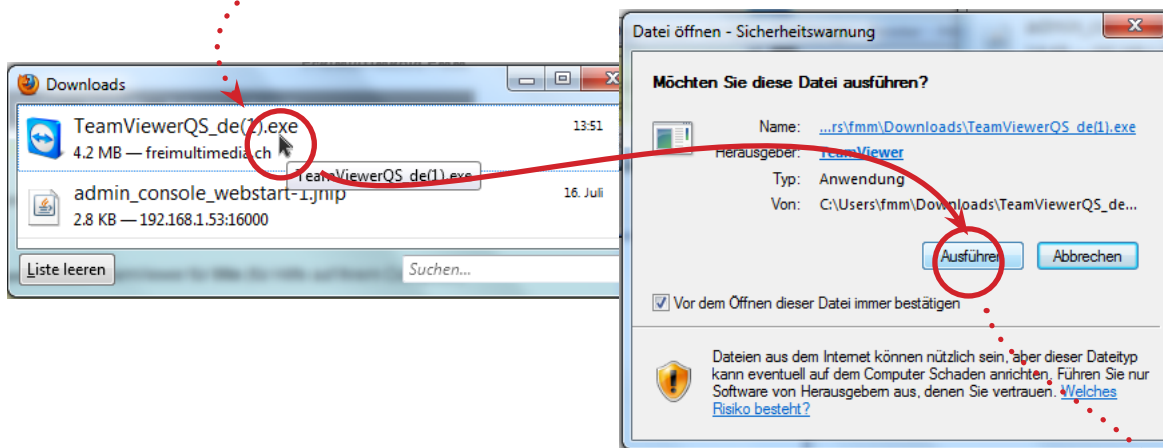 Downloads
TeamViewerQS_de(1).exe
13:51
4.2 MB — freimultimedia.ch
TeamViewerQS_de(1).exe
admin_console_webstart-1.jnlp
16. Juli
2.8 KB — 192.168.1.53:16000
Liste leeren
Suchen...
Datei öffnen - Sicherheitswarnung
Möchten Sie diese Datei ausführen?
Name: ...rs\fmm\Downloads\TeamViewerQS_de(1).exe
Herausgeber: TeamViewer
Typ: Anwendung
Von: C:\Users\fmm\Downloads\TeamViewerQS_de...
Ausführen
Abbrechen
Vor dem Öffnen dieser Datei immer bestätigen
Dateien aus dem Internet können nützlich sein, aber dieser Dateityp
kann eventuell auf dem Computer Schaden anrichten. Führen Sie nur
Software von Herausgebern aus, denen Sie vertrauen. Welches
Risiko besteht?